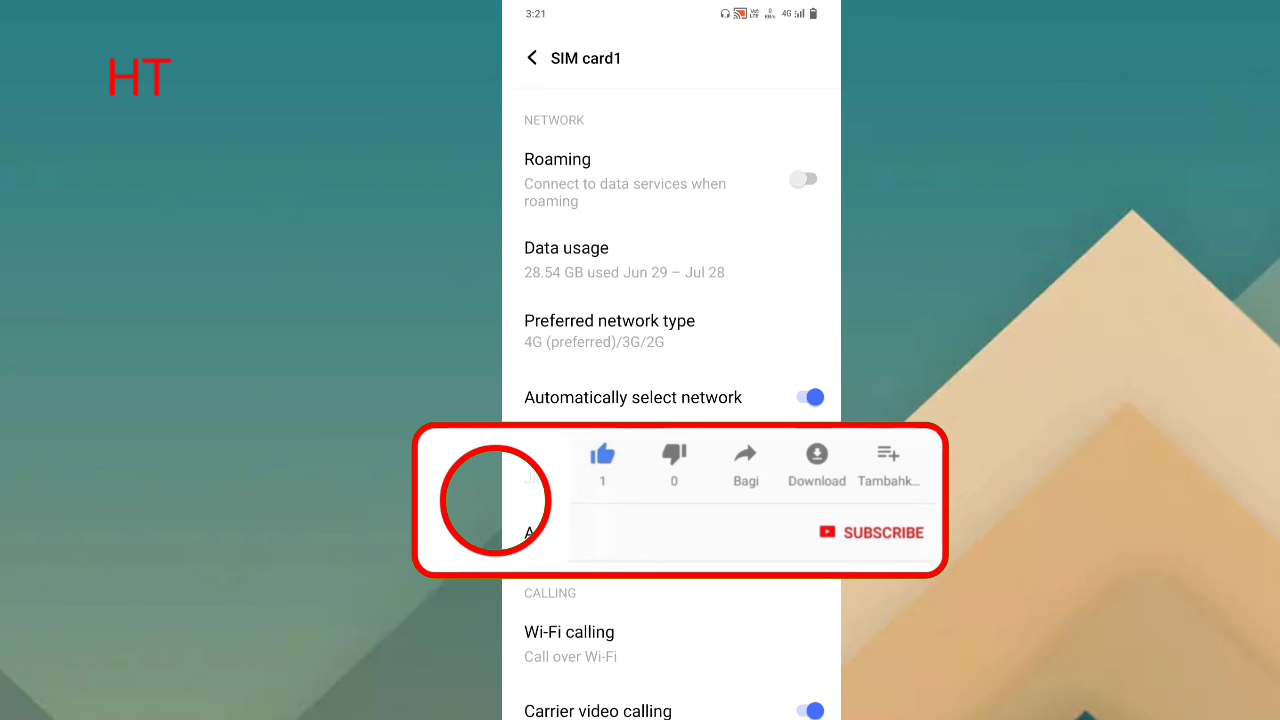 3:21
4G
HT
SIM card1
NETWORK
Roaming
Connect to data services when
roaming
Data usage
28.54 GB used Jun 29 – Jul 28
Preferred network type
4G (preferred)/3G/2G
Automatically select network
1
0
Bagi
Download
Tambahk...
SUBSCRIBE
CALLING
Wi-Fi calling
Call over Wi-Fi
Carrier video calling